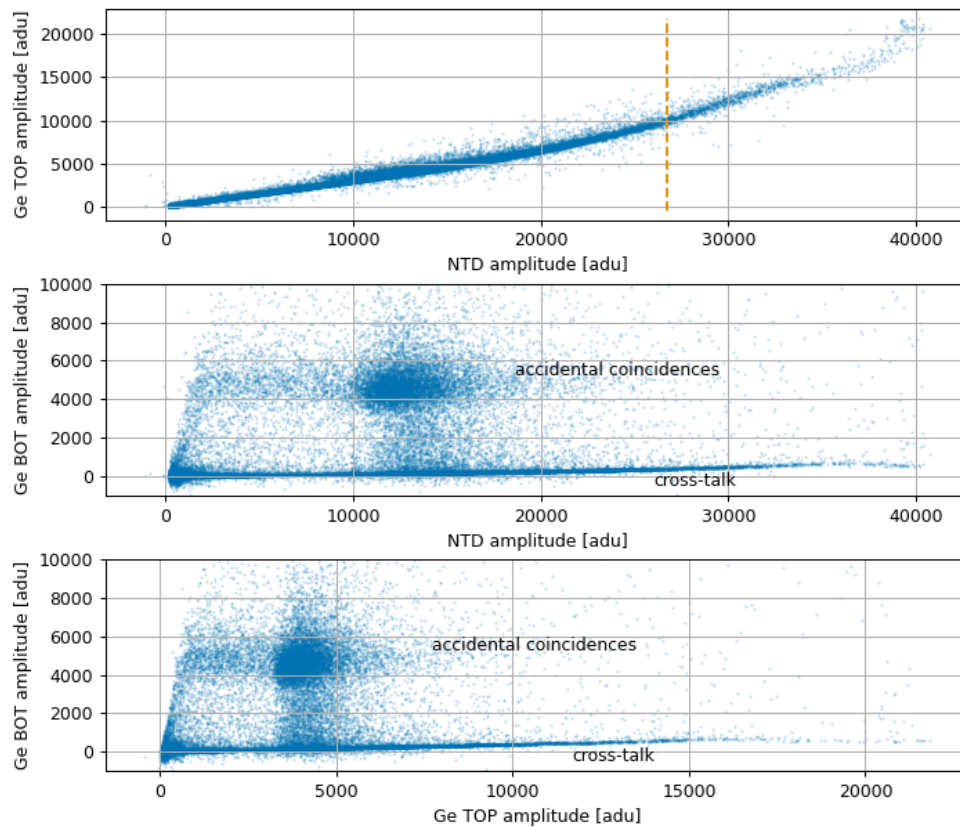 Ge TOP amplitude [adu]
20000
15000
10000
5000
0
0 10000 20000 30000 40000
NTD amplitude [adu]
Ge BOT amplitude [adu]
10000
8000
6000
4000
2000
0
accidental coincidences
cross-talk
0 10000 20000 30000 40000
NTD amplitude [adu]
Ge BOT amplitude [adu]
10000
8000
6000
4000
2000
0
accidental coincidences
cross-talk
0 5000 10000 15000 20000
Ge TOP amplitude [adu]